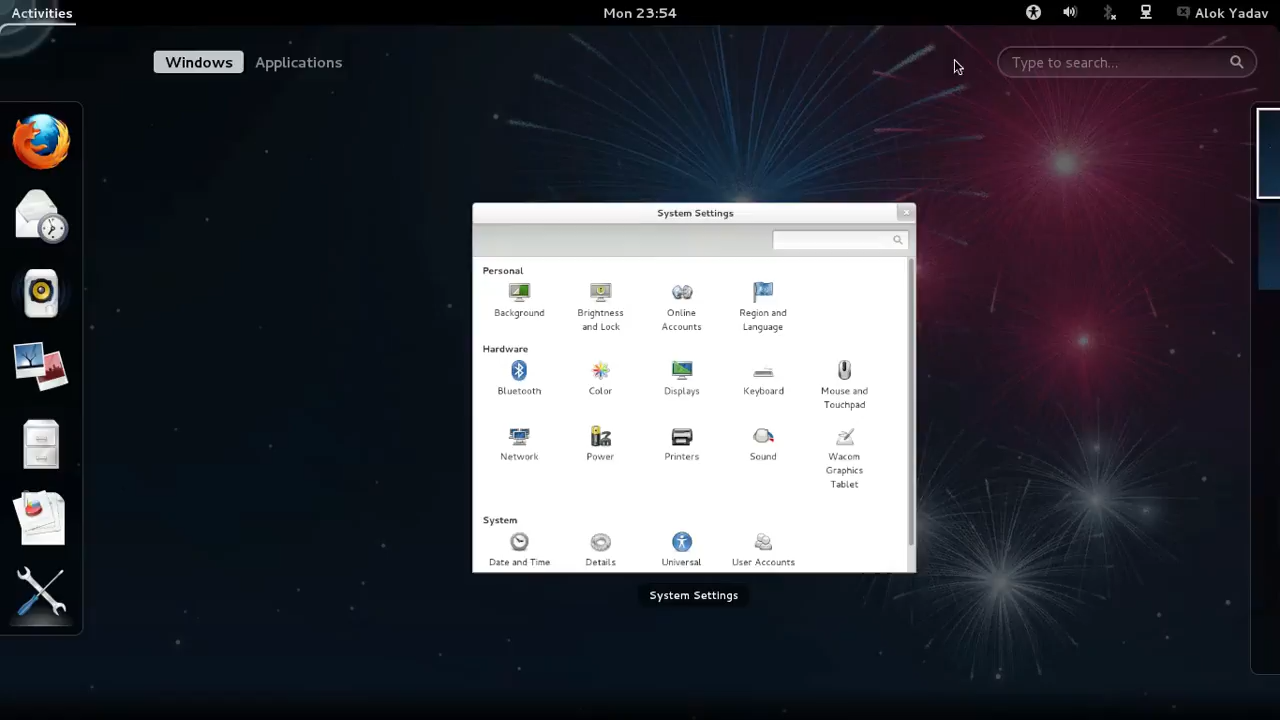 Activities
Mon 23:54
Alok Yadav
Windows
Applications
Type to search...
System Settings
Personal
Background
Brightness
and Lock
Online
Accounts
Region and
Language
Hardware
Bluetooth
Color
Displays
Keyboard
Mouse and
Touchpad
Network
Power
Printers
Sound
Wacom
Graphics
Tablet
System
Date and Time
Details
Universal
User Accounts
System Settings